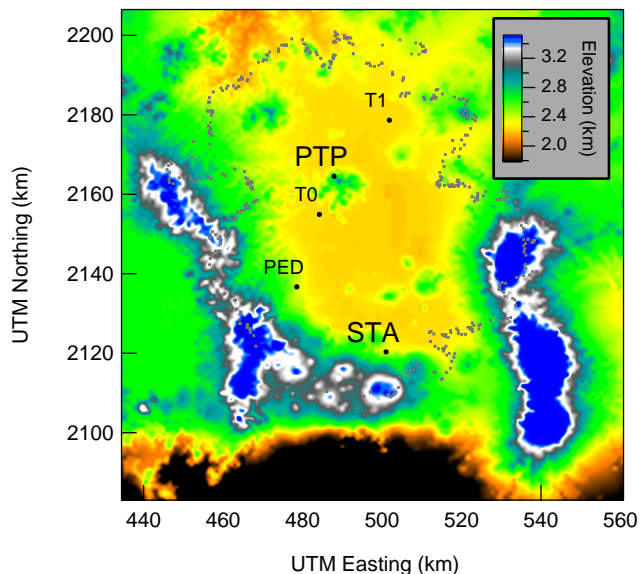 2200
2180
2160
2140
2120
2100
UTM Northing (km)
T1
PTP
T0
PED
STA
3.2
2.8
2.4
2.0
Elevation (km)
440
460
480
500
520
540
560
UTM Easting (km)